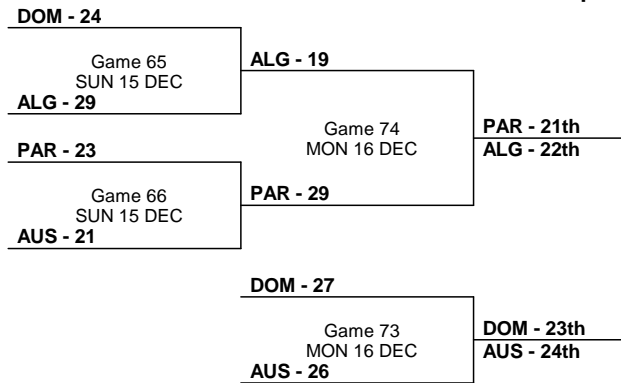 DOM - 24
Game 65
SUN 15 DEC
ALG - 29
ALG - 19
PAR - 23
Game 66
SUN 15 DEC
AUS - 21
PAR - 29
Game 74
MON 16 DEC
PAR - 21th
ALG - 22th
DOM - 27
Game 73
MON 16 DEC
AUS - 26
DOM - 23th
AUS - 24th